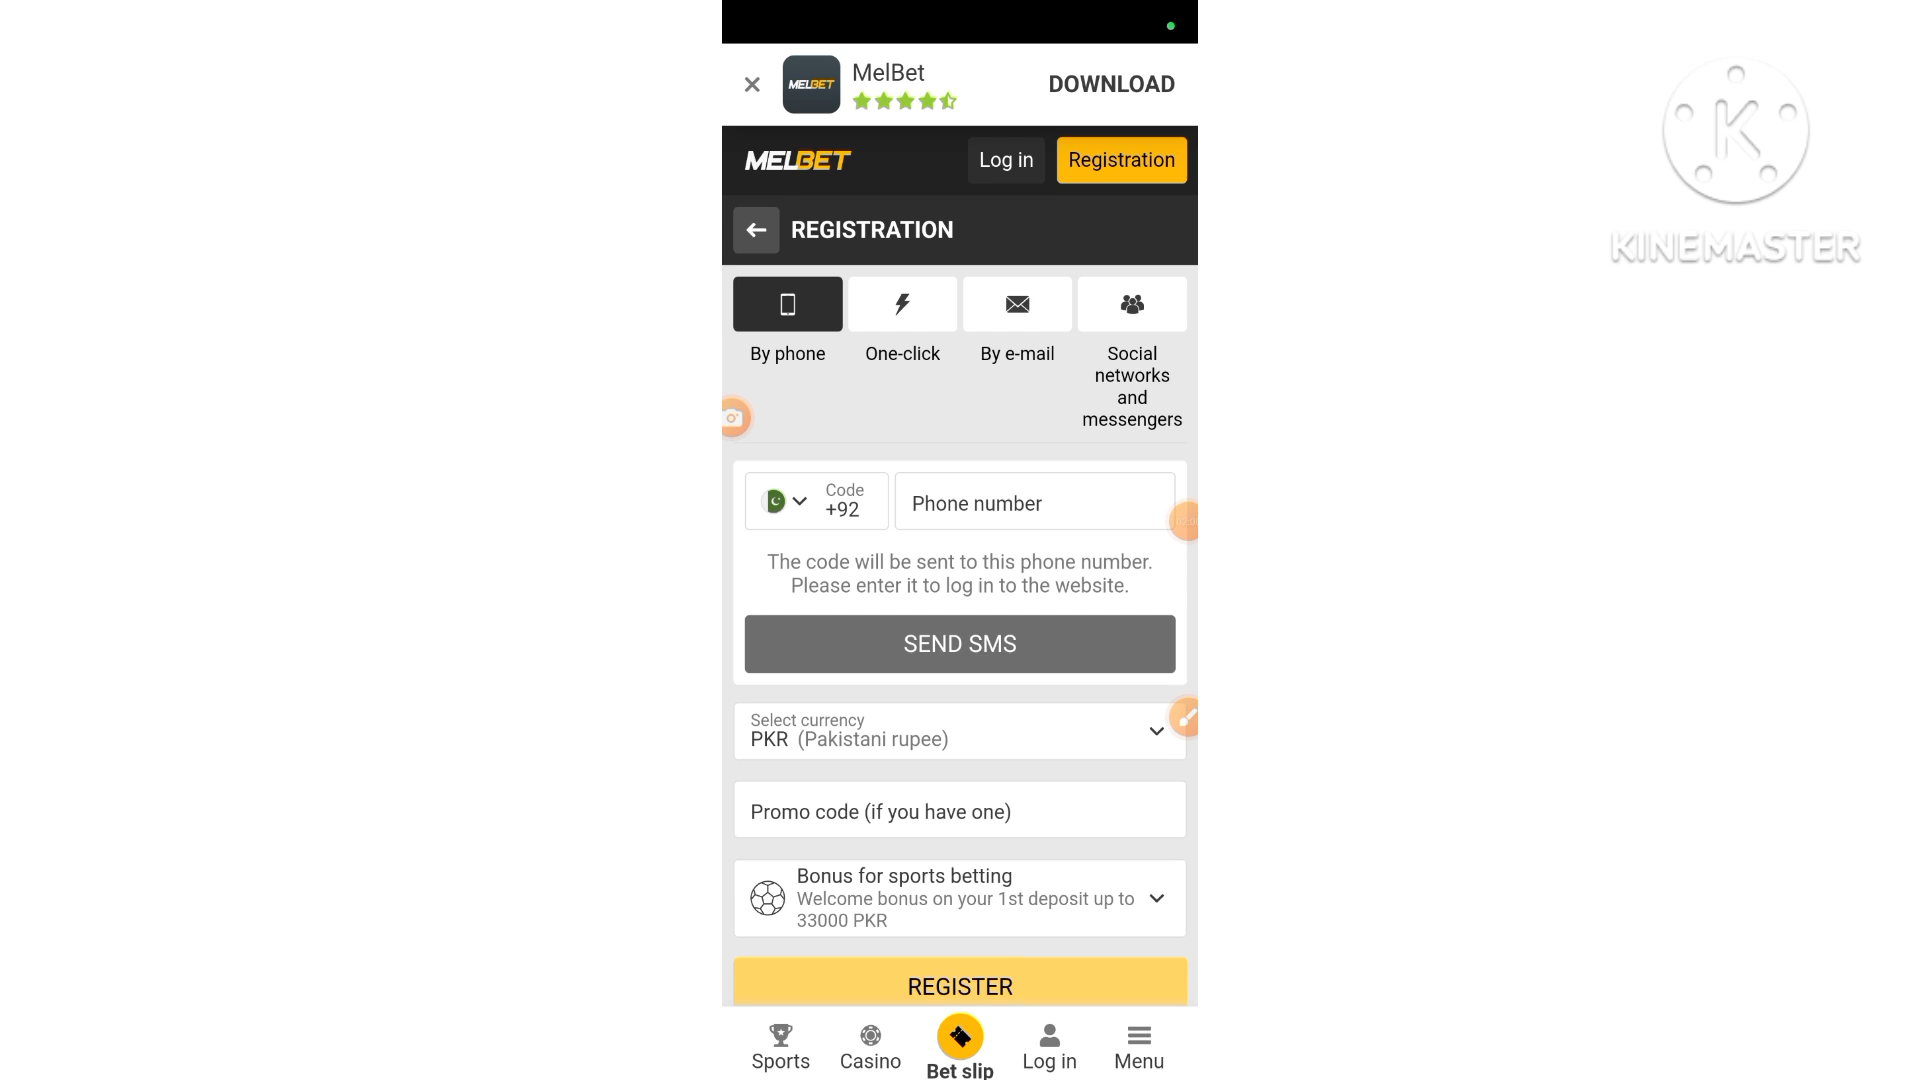 MELBET
MelBet
DOWNLOAD
MELBET
Log in
Registration
REGISTRATION
By phone
One-click
By e-mail
Social
networks
and
messengers
Code
+92
Phone number
The code will be sent to this phone number.
Please enter it to log in to the website.
SEND SMS
Select currency
PKR (Pakistani rupee)
Promo code (if you have one)
Bonus for sports betting
Welcome bonus on your 1st deposit up to
33000 PKR
REGISTER
Sports
Casino
Bet slip
Log in
Menu
K
KINEMASTER